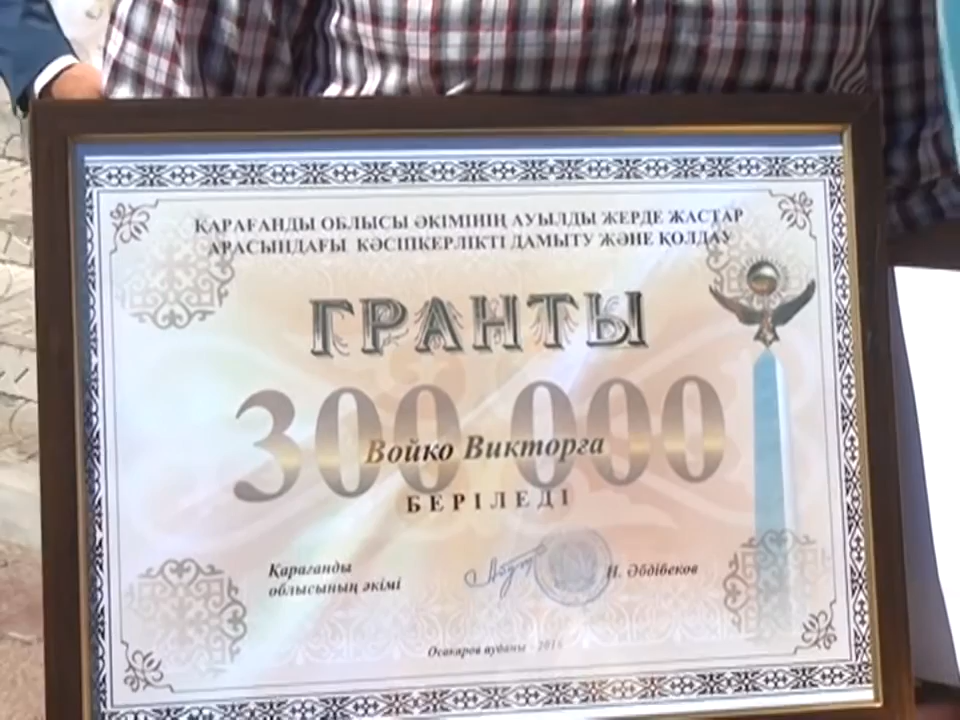 ҚАРАҒАНДЫ ОБЛЫСЫ ӘКІМІНІҢ АУЫЛДЫ ЖЕРДЕ ЖАСТАР
АРАСЫНДАҒЫ КӘСІПКЕРЛІКТІ ДАМЫТУ ЖӘНЕ ҚОЛДАУ
ГРАНТЫ
300 000
Войко Викторға
БЕРІЛЕДІ
Қарағанды
облысының әкімі
Н. Әбдібеков
Осакаров ауданы -